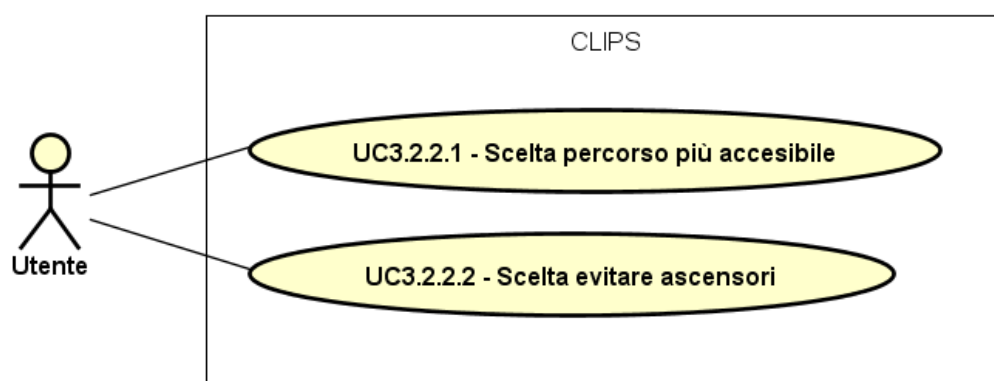 CLIPS
UC3.2.2.1 - Scelta percorso più accesibile
Utente
UC3.2.2.2 - Scelta evitare ascensori